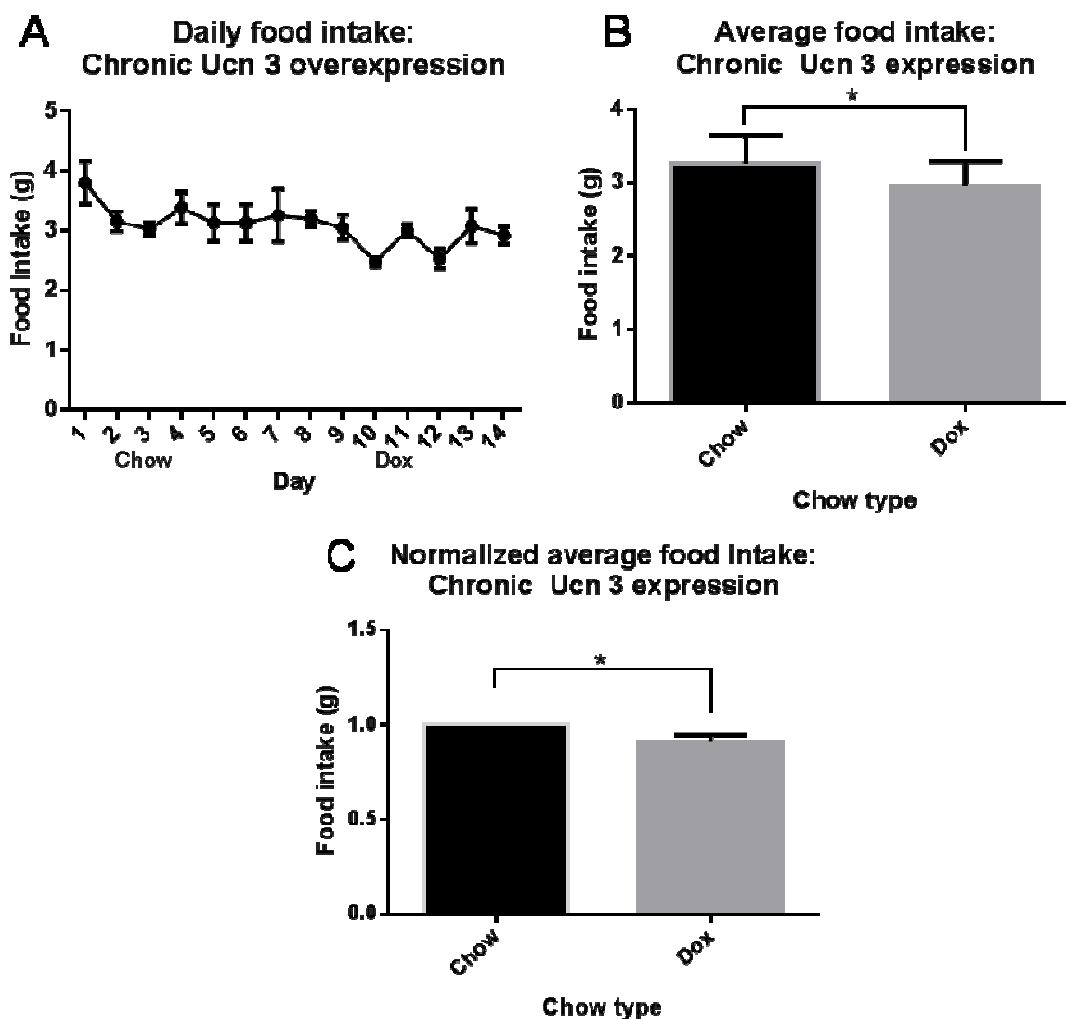 A
Daily food intake:
Chronic Ucn 3 overexpression
Food Intake (g)
5
4
3
2
1
0
1 2 3 4 5 6 7 8 9 10 11 12 13 14
Chow Dox
Day
B
Average food intake:
Chronic Ucn 3 expression
*
Food intake (g)
4
3
2
1
0
Chow Dox
Chow type
C
Normalized average food Intake:
Chronic Ucn 3 expression
*
Food intake (g)
1.5
1.0
0.5
0.0
Chow Dox
Chow type